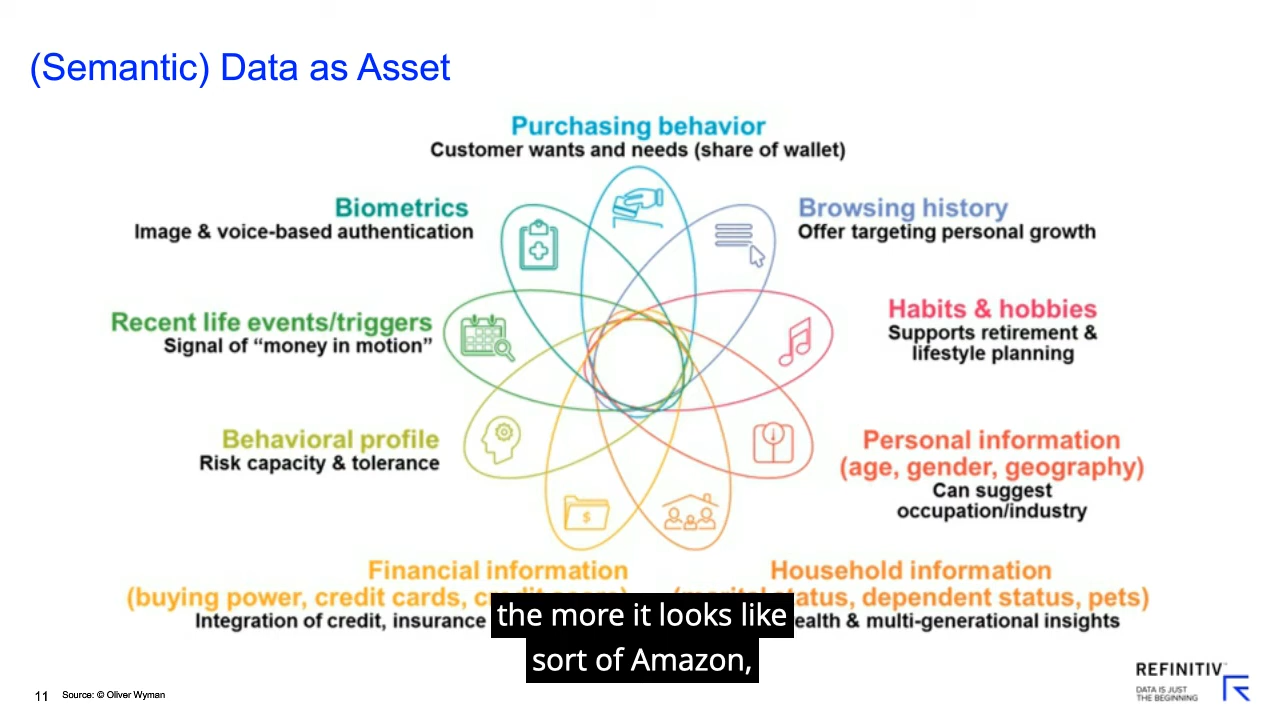 (Semantic) Data as Asset
Purchasing behavior
Customer wants and needs (share of wallet)
Biometrics
Image & voice-based authentication
Browsing history
Offer targeting personal growth
Recent life events/triggers
Signal of “money in motion”
Habits & hobbies
Supports retirement &
lifestyle planning
Behavioral profile
Risk capacity & tolerance
Personal information
(age, gender, geography)
Can suggest
occupation/industry
$
Financial information
(buying power, credit cards,
Integration of credit, insurance
Household information
status, dependent status, pets)
& multi-generational insights
the more it looks like
sort of Amazon,
11 Source: © Oliver Wyman
REFINITIV™
DATA IS JUST
THE BEGINNING